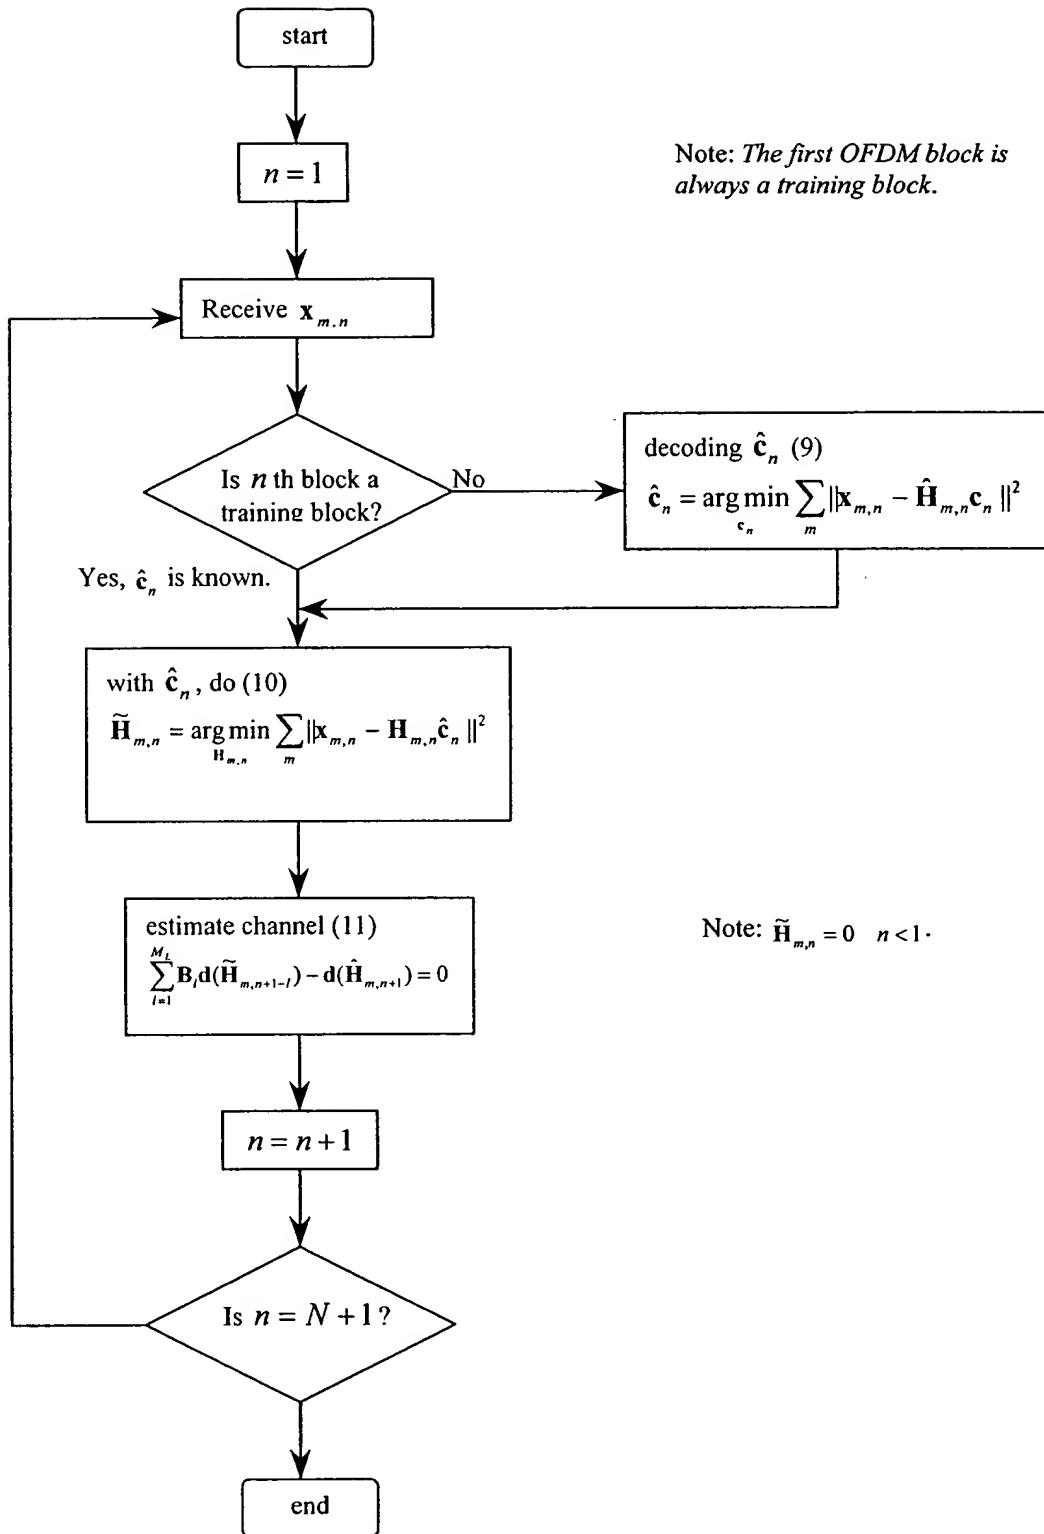 start
n = 1
Note: The first OFDM block is
always a training block.
Receive x_{m,n}
Is n th block a
training block?
No
decoding ĉ_n (9)
ĉ_n = arg min_{c_n} ∑_m ||x_{m,n} − Ĥ_{m,n} c_n||²
Yes, ĉ_n is known.
with ĉ_n, do (10)
H̃_{m,n} = arg min_{H_{m,n}} ∑_m ||x_{m,n} − H_{m,n} ĉ_n||²
estimate channel (11)
∑_{l=1}^{M_L} B_l d(H̃_{m,n+1−l}) − d(Ĥ_{m,n+1}) = 0
Note: H̃_{m,n} = 0 n < 1.
n = n + 1
Is n = N + 1 ?
end